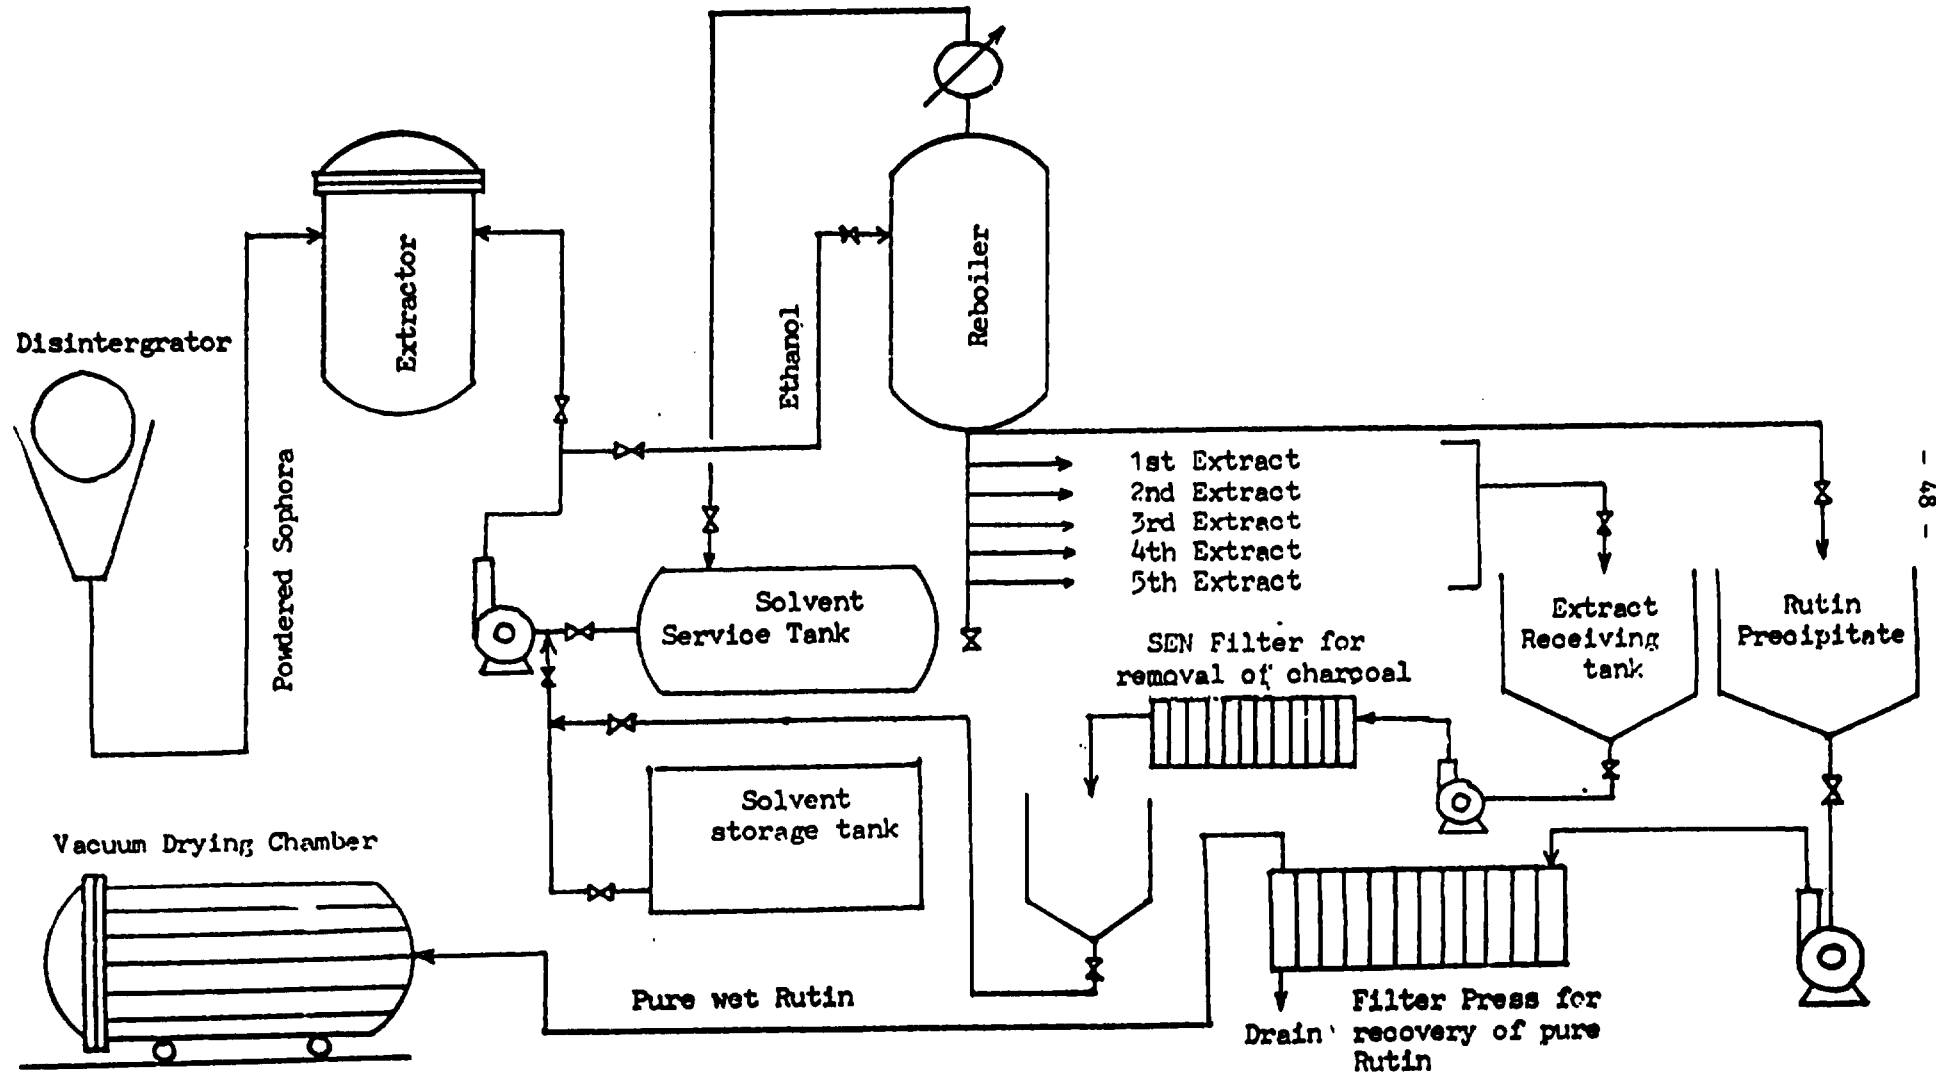 Disintergrator
Powdered Sophora
Extractor
Ethanol
Reboiler
1st Extract
2nd Extract
3rd Extract
4th Extract
5th Extract
- 48 -
Solvent
Service Tank
SEN Filter for
removal of charcoal
Extract
Receiving
tank
Rutin
Precipitate
Solvent
storage tank
Vacuum Drying Chamber
Pure wet Rutin
Drain
Filter Press for
recovery of pure
Rutin